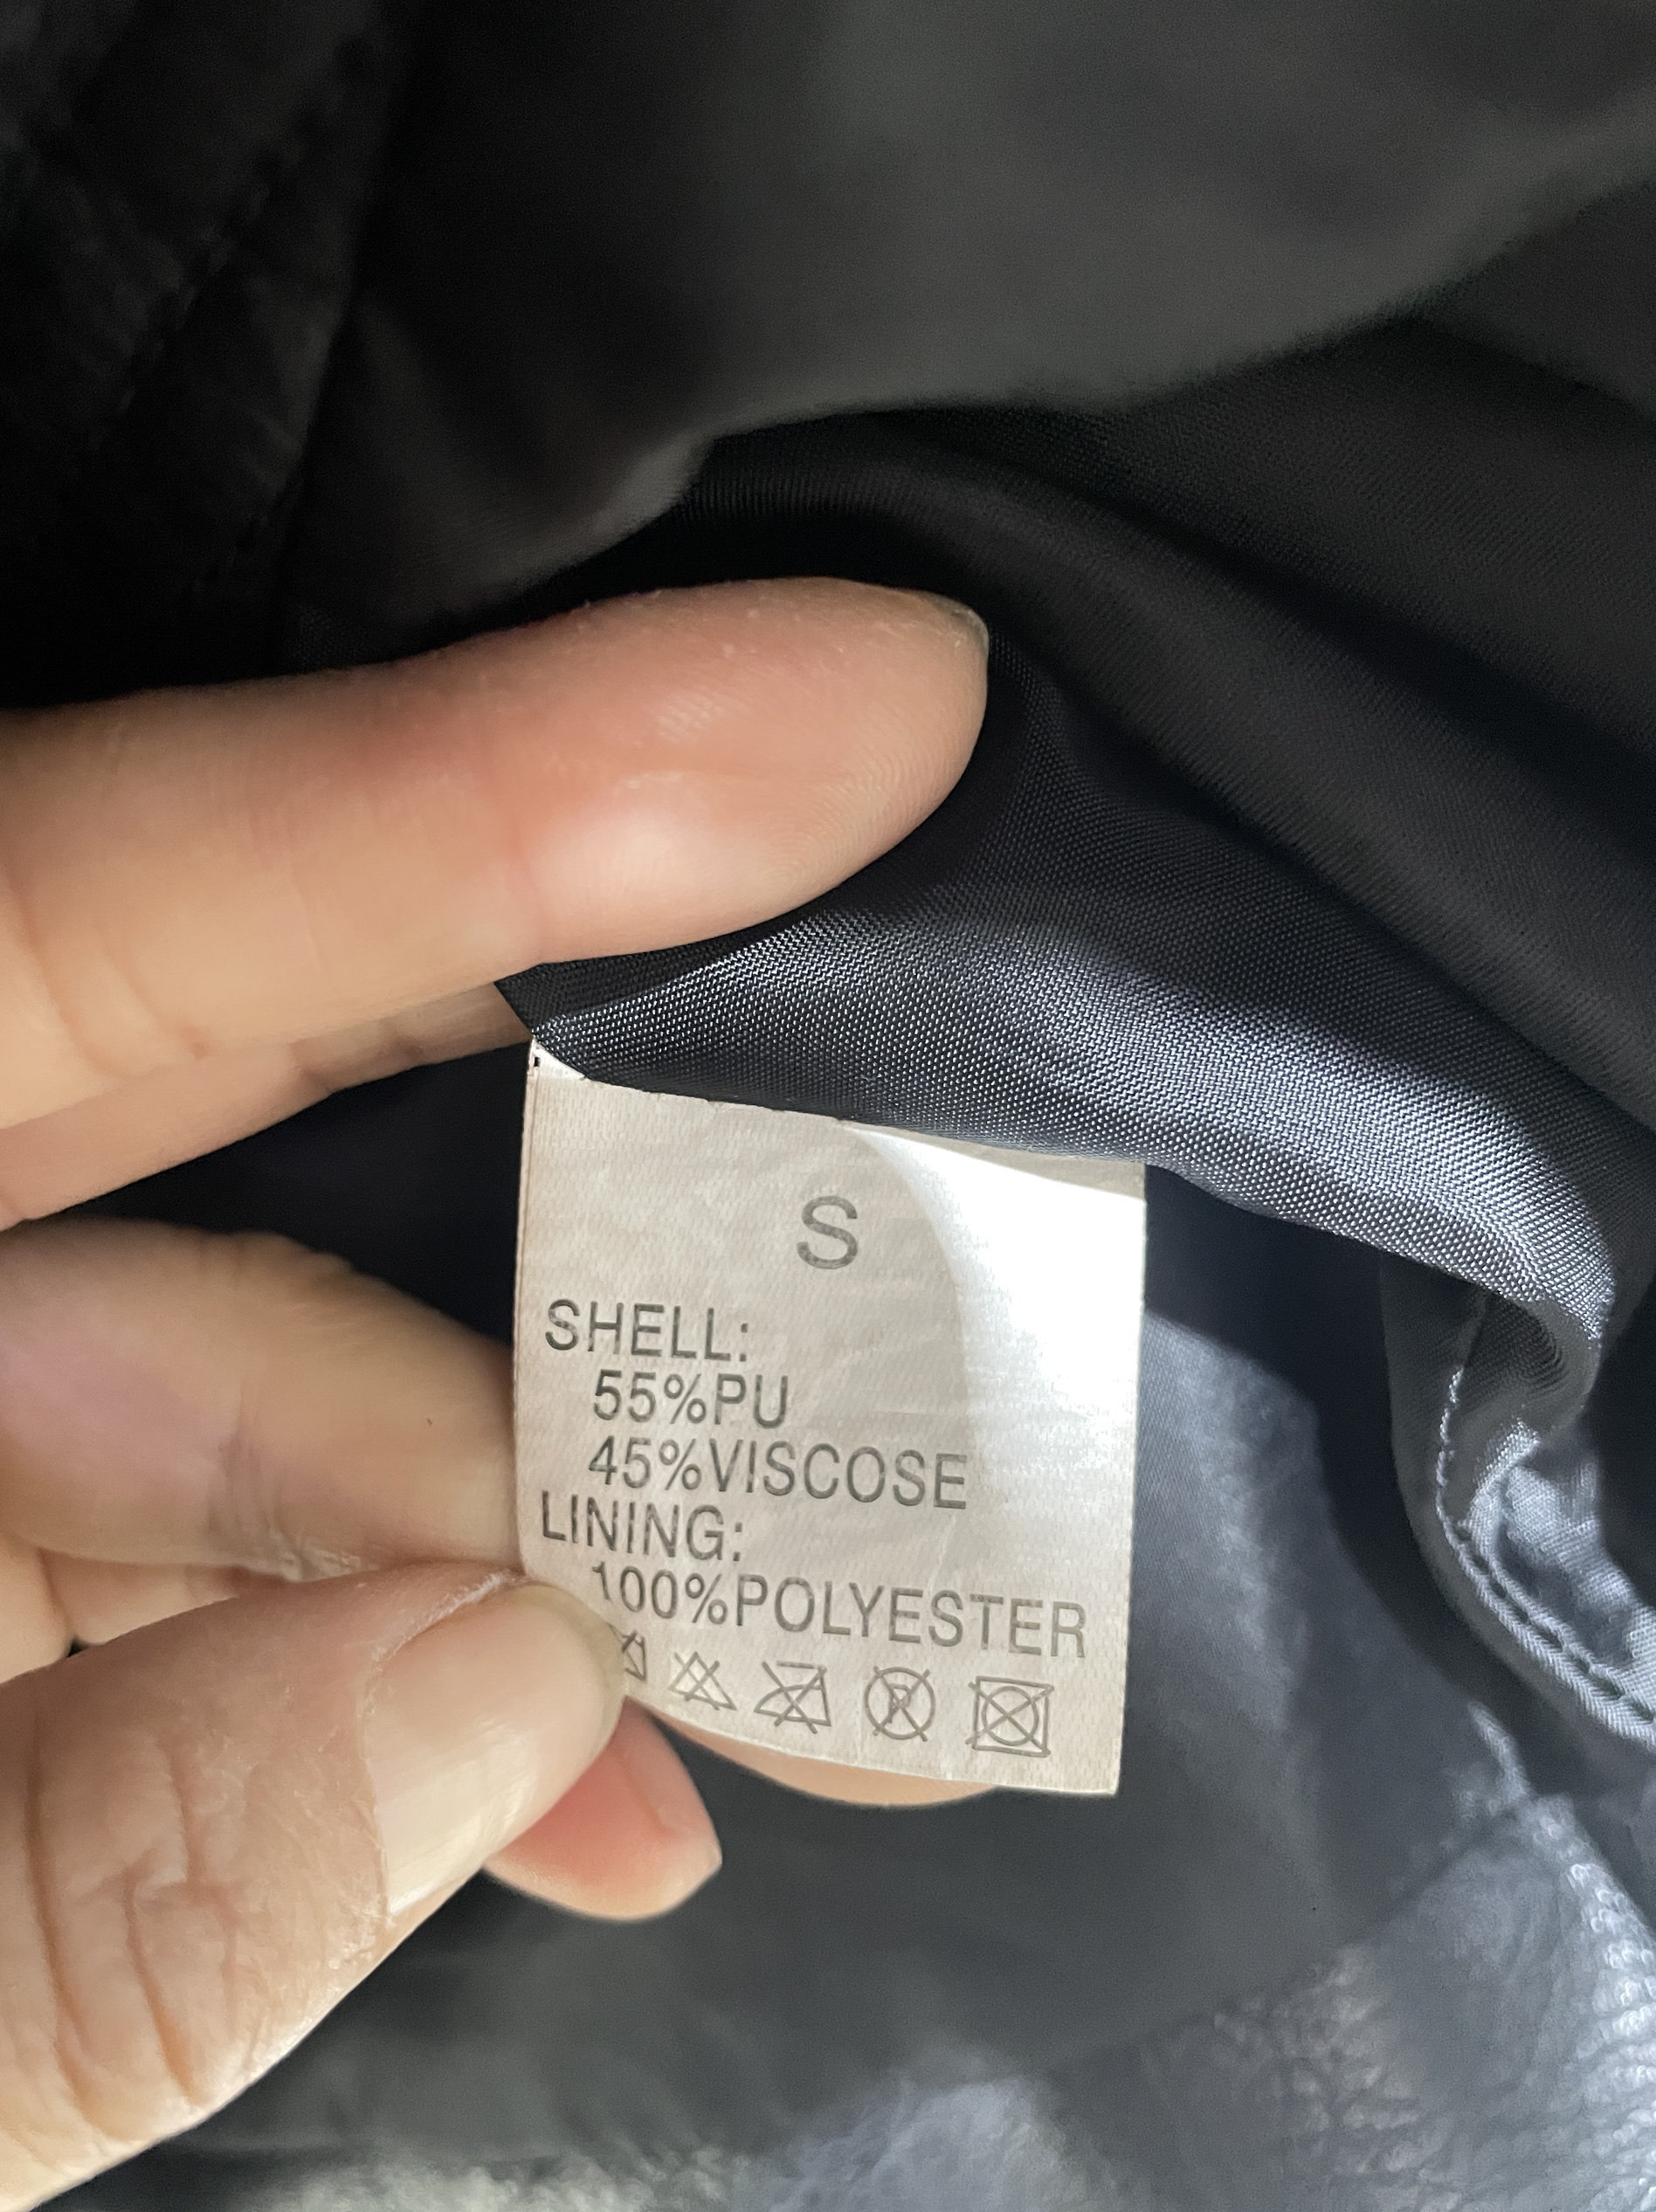 S
SHELL:
55%PU
45%VISCOSE
LINING:
100%POLYESTER
P